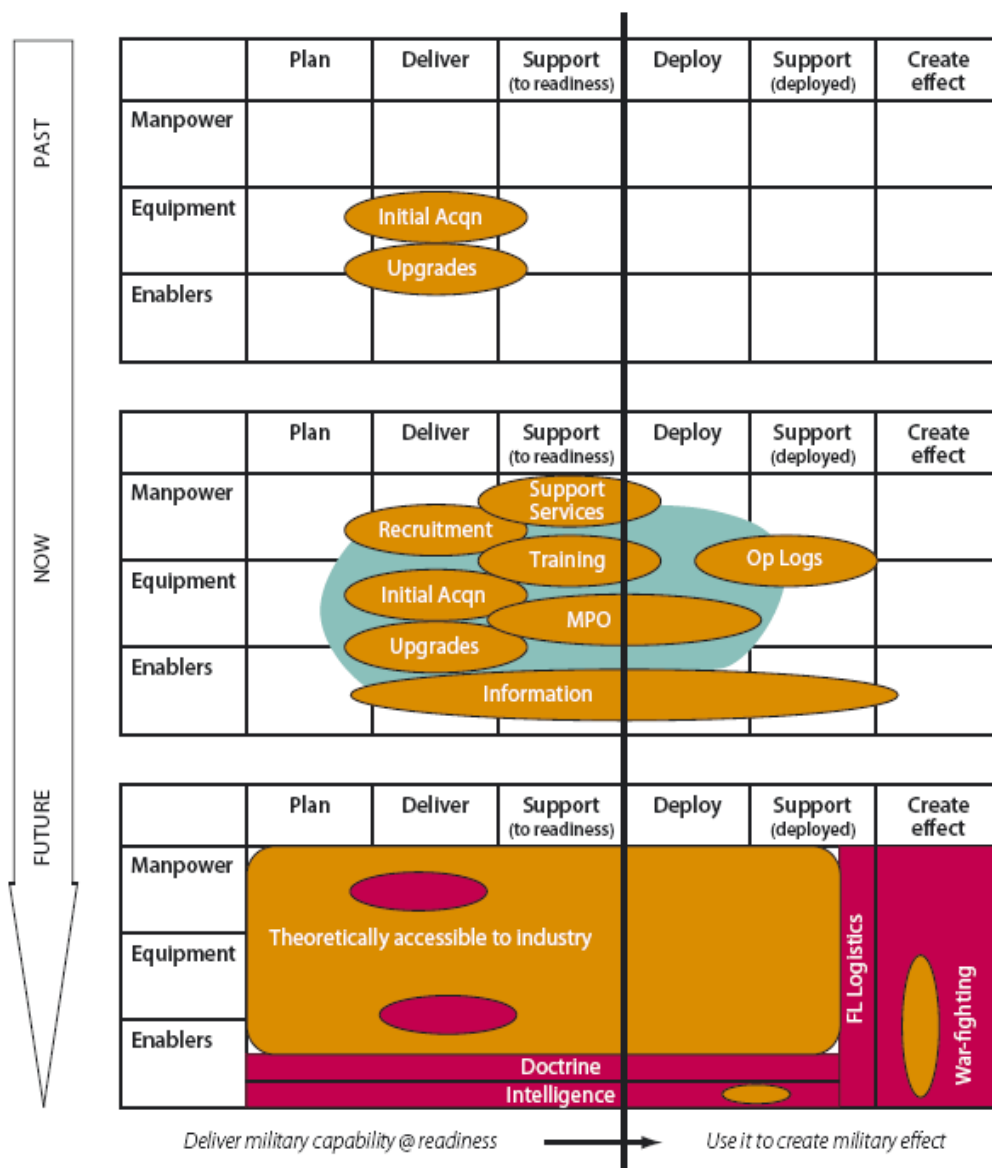 PAST
Plan
Deliver
Support
(to readiness)
Deploy
Support
(deployed)
Create
effect
Manpower
Equipment
Initial Acqn
Upgrades
Enablers
NOW
Plan
Deliver
Support
(to readiness)
Deploy
Support
(deployed)
Create
effect
Manpower
Support
Services
Recruitment
Training
Op Logs
Equipment
Initial Acqn
MPO
Upgrades
Enablers
Information
FUTURE
Plan
Deliver
Support
(to readiness)
Deploy
Support
(deployed)
Create
effect
Manpower
Theoretically accessible to industry
Equipment
FL Logistics
War-fighting
Enablers
Doctrine
Intelligence
Deliver military capability @ readiness
Use it to create military effect